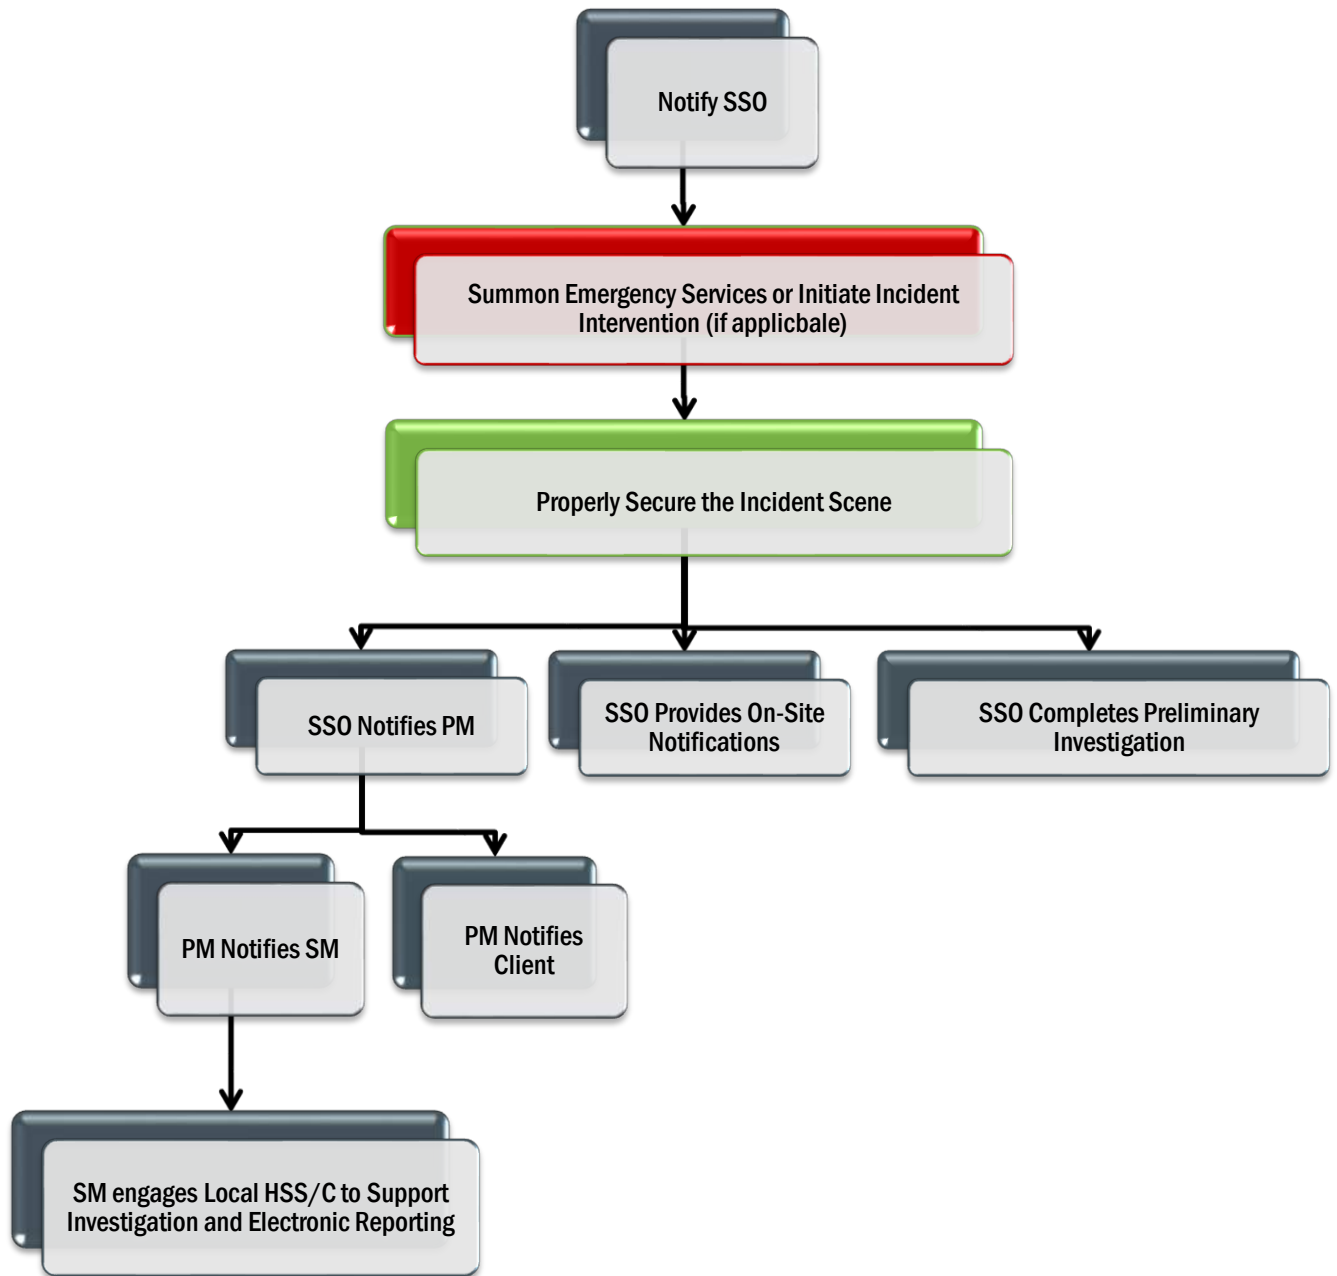 Notify SSO
Summon Emergency Services or Initiate Incident
Intervention (if applicbale)
Properly Secure the Incident Scene
SSO Notifies PM
SSO Provides On-Site
Notifications
SSO Completes Preliminary
Investigation
PM Notifies SM
PM Notifies
Client
SM engages Local HSS/C to Support
Investigation and Electronic Reporting